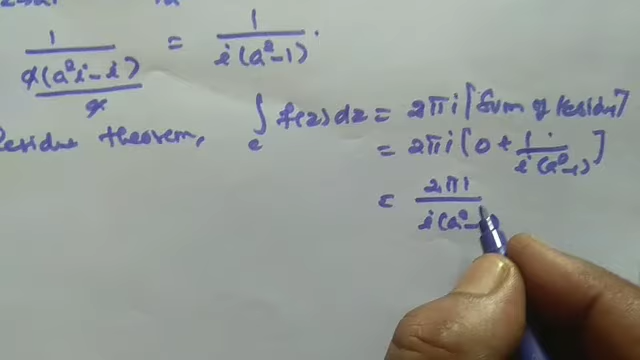 1 / (a(a²i-i)/a) = 1 / i(a²-1) .
Residue theorem, ∫c f(z)dz = 2πi [Sum of residue]
= 2πi [0 + 1 / i(a²-1)]
= 2πi / i(a²-1)